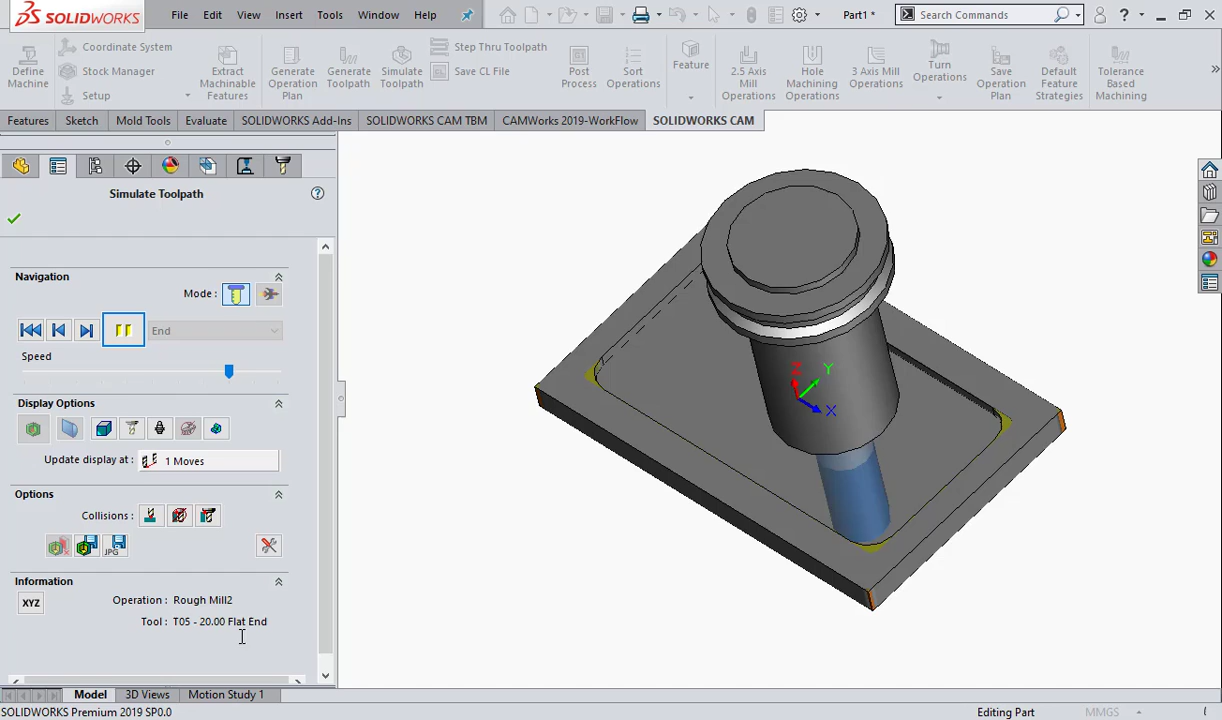 SOLIDWORKS File Edit View Insert Tools Window Help Part1 * Search Commands ?
Define Machine
Coordinate System
Stock Manager
Setup
Extract Machinable Features
Generate Operation Plan
Generate Toolpath
Simulate Toolpath
Step Thru Toolpath
Save CL File
Post Process
Sort Operations
Feature
2.5 Axis Mill Operations
Hole Machining Operations
3 Axis Mill Operations
Turn Operations
Save Operation Plan
Default Feature Strategies
Tolerance Based Machining
Features Sketch Mold Tools Evaluate SOLIDWORKS Add-Ins SOLIDWORKS CAM TBM CAMWorks 2019-WorkFlow SOLIDWORKS CAM
Simulate Toolpath
Navigation
Mode :
End
Speed
Display Options
Update display at : 1 Moves
Options
Collisions :
JPG
Information
XYZ Operation : Rough Mill2
Tool : T05 - 20.00 Flat End
Z Y
X
Model 3D Views Motion Study 1
SOLIDWORKS Premium 2019 SP0.0 Editing Part MMGS